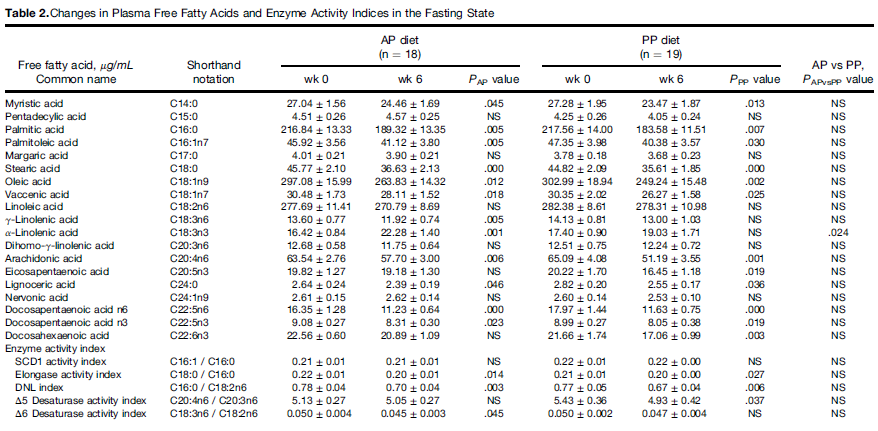 Table 2.Changes in Plasma Free Fatty Acids and Enzyme Activity Indices in the Fasting State
AP diet PP diet
(n = 18) (n = 19)
Free fatty acid, µg/mL Shorthand AP vs PP,
Common name notation wk 0 wk 6 PAP value wk 0 wk 6 PPP value PAPvsPP value
Myristic acid C14:0 27.04 ± 1.56 24.46 ± 1.69 .045 27.28 ± 1.95 23.47 ± 1.87 .013 NS
Pentadecylic acid C15:0 4.51 ± 0.26 4.57 ± 0.25 NS 4.25 ± 0.26 4.05 ± 0.24 NS NS
Palmitic acid C16:0 216.84 ± 13.33 189.32 ± 13.35 .005 217.56 ± 14.00 183.58 ± 11.51 .007 NS
Palmitoleic acid C16:1n7 45.92 ± 3.56 41.12 ± 3.80 .005 47.35 ± 3.98 40.38 ± 3.57 .030 NS
Margaric acid C17:0 4.01 ± 0.21 3.90 ± 0.21 NS 3.78 ± 0.18 3.68 ± 0.23 NS NS
Stearic acid C18:0 45.77 ± 2.10 36.63 ± 2.13 .000 44.82 ± 2.09 35.61 ± 1.85 .000 NS
Oleic acid C18:1n9 297.08 ± 15.99 263.83 ± 14.32 .012 302.99 ± 18.94 249.24 ± 15.48 .002 NS
Vaccenic acid C18:1n7 30.48 ± 1.73 28.11 ± 1.52 .018 30.35 ± 2.02 26.27 ± 1.58 .025 NS
Linoleic acid C18:2n6 277.69 ± 11.41 270.79 ± 8.69 NS 282.38 ± 8.61 278.31 ± 10.98 NS NS
γ-Linolenic acid C18:3n6 13.60 ± 0.77 11.92 ± 0.74 .005 14.13 ± 0.81 13.00 ± 1.03 NS NS
α-Linolenic acid C18:3n3 16.42 ± 0.84 22.28 ± 1.40 .001 17.40 ± 0.90 19.03 ± 1.71 NS .024
Dihomo-γ-linolenic acid C20:3n6 12.68 ± 0.58 11.75 ± 0.64 NS 12.51 ± 0.75 12.24 ± 0.72 NS NS
Arachidonic acid C20:4n6 63.54 ± 2.76 57.70 ± 3.00 .006 65.09 ± 4.08 51.19 ± 3.55 .001 NS
Eicosapentaenoic acid C20:5n3 19.82 ± 1.27 19.18 ± 1.30 NS 20.22 ± 1.70 16.45 ± 1.18 .019 NS
Lignoceric acid C24:0 2.64 ± 0.24 2.39 ± 0.19 .046 2.82 ± 0.20 2.55 ± 0.17 .036 NS
Nervonic acid C24:1n9 2.61 ± 0.15 2.62 ± 0.14 NS 2.60 ± 0.14 2.53 ± 0.10 NS NS
Docosapentaenoic acid n6 C22:5n6 16.35 ± 1.28 11.23 ± 0.64 .000 17.97 ± 1.44 11.63 ± 0.75 .000 NS
Docosapentaenoic acid n3 C22:5n3 9.08 ± 0.27 8.31 ± 0.30 .023 8.99 ± 0.27 8.05 ± 0.38 .019 NS
Docosahexaenoic acid C22:6n3 22.56 ± 0.60 20.89 ± 1.09 NS 21.66 ± 1.74 17.06 ± 0.99 .003 NS
Enzyme activity index
SCD1 activity index C16:1 / C16:0 0.21 ± 0.01 0.21 ± 0.01 NS 0.22 ± 0.01 0.22 ± 0.00 NS NS
Elongase activity index C18:0 / C16:0 0.22 ± 0.01 0.20 ± 0.01 .014 0.21 ± 0.01 0.20 ± 0.00 .027 NS
DNL index C16:0 / C18:2n6 0.78 ± 0.04 0.70 ± 0.04 .003 0.77 ± 0.05 0.67 ± 0.04 .006 NS
Δ5 Desaturase activity index C20:4n6 / C20:3n6 5.13 ± 0.27 5.05 ± 0.27 NS 5.43 ± 0.36 4.93 ± 0.42 .037 NS
Δ6 Desaturase activity index C18:3n6 / C18:2n6 0.050 ± 0.004 0.045 ± 0.003 .045 0.050 ± 0.002 0.047 ± 0.004 NS NS